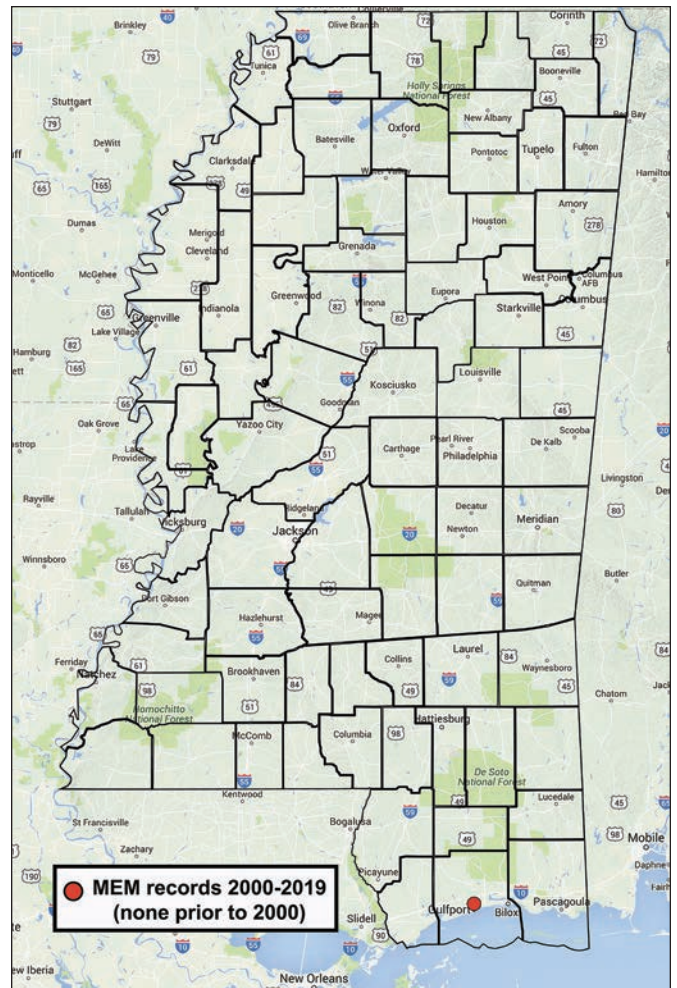 Brinkley
Olive Branch
Corinth
Tunica
Booneville
Holly Springs
National Forest
Stuttgart
New Albany
Oxford
Batesville
DeWitt
Pontotoc
Tupelo
Fulton
Clarksdale
Water Valley
Dumas
Amory
Houston
Merigold
Cleveland
Grenada
Monticello
McGehee
West Point
Columbus
AFB
Eupora
Greenwood
Winona
Indianola
Columbus
Starkville
Greenville
Lake Village
Hamburg
Louisville
Kosciusko
Goodman
Oak Grove
Yazoo City
Scooba
Pearl River
De Kalb
Carthage
Philadelphia
Lake
Providence
Livingston
Rayville
Tallulah
Vicksburg
Ridgeland
Decatur
Jackson
Newton
Meridian
Winnsboro
Quitman
Butler
Port Gibson
Hazlehurst
Magee
Laurel
Collins
Ferriday
Natchez
Brookhaven
Waynesboro
Chatom
Homochitto
National Forest
Hattiesburg
McComb
Columbia
De Soto
National Forest
Kentwood
Lucedale
St Francisville
Bogalusa
Zachary
Mobile
Picayune
MEM records 2000-2019
(none prior to 2000)
Gulfport
Biloxi
Pascagoula
Slidell
New Iberia
New Orleans